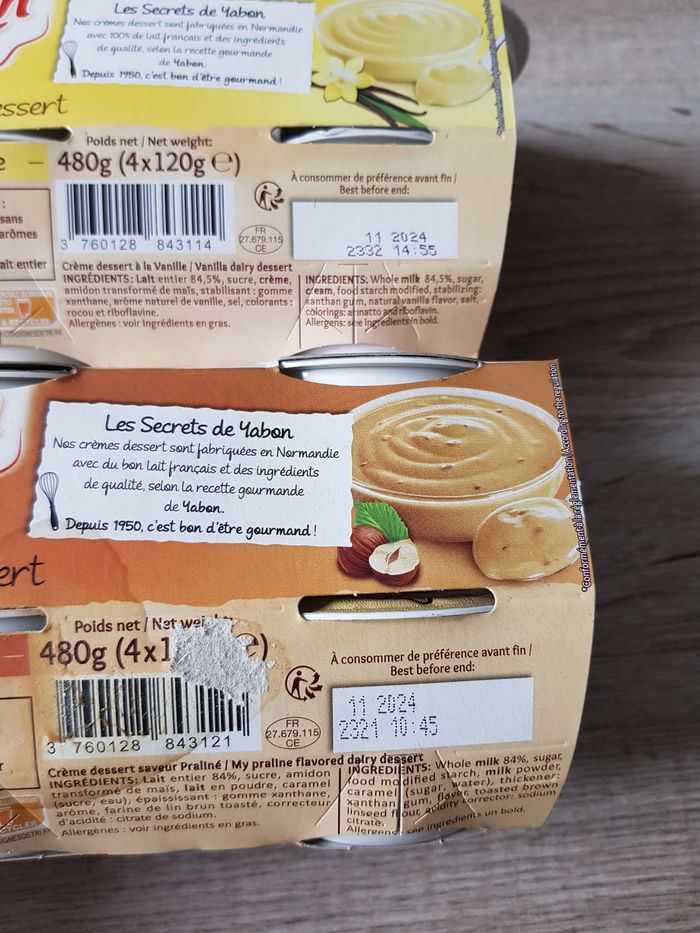 Les Secrets de Yabon
Nos crèmes dessert sont fabriquées en Normandie
avec 100% de lait français et des ingrédients
de qualité, selon la recette gourmande
de Yabon.
Depuis 1950, c'est bon d'être gourmand !
essert
Poids net / Net weight:
480g (4x120g ℮)
À consommer de préférence avant fin /
Best before end:
11 2024
2332 14:55
FR
27.679.115
CE
3 760128 843114
sans
arômes
ait entier
Crème dessert à la Vanille / Vanilla dairy dessert
INGRÉDIENTS: Lait entier 84,5%, sucre, crème,
amidon transformé de maïs, stabilisant : gomme
xanthane, arôme naturel de vanille, sel, colorants :
rocou et riboflavine.
Allergènes : voir ingrédients en gras.
INGREDIENTS: Whole milk 84,5%, sugar,
cream, food starch modified, stabilizing:
xanthan gum, natural vanilla flavor, salt,
colorings: annatto and riboflavin.
Allergens: see ingredients in bold.
Les Secrets de Yabon
Nos crèmes dessert sont fabriquées en Normandie
avec du bon lait français et des ingrédients
de qualité, selon la recette gourmande
de Yabon.
Depuis 1950, c'est bon d'être gourmand !
*Conformément à la réglementation / According to the regulation
ert
Poids net / Net wei
480g (4x1
À consommer de préférence avant fin /
Best before end:
11 2024
2321 10:45
FR
27.679.115
CE
3 760128 843121
Crème dessert saveur Praliné / My praline flavored dairy dessert
INGRÉDIENTS: Lait entier 84%, sucre, amidon
transformé de maïs, lait en poudre, caramel
(sucre, eau), épaississant : gomme xanthane,
arôme, farine de lin brun toasté, correcteur
d'acidité : citrate de sodium.
Allergènes : voir ingrédients en gras.
INGREDIENTS: Whole milk 84%, sugar,
food modified starch, milk powder,
caramel (sugar, water), thickener:
xanthan gum, flavor, toasted brown
linseed flour, acidity corrector: sodium
citrate.
Allergens see ingredients un bold.